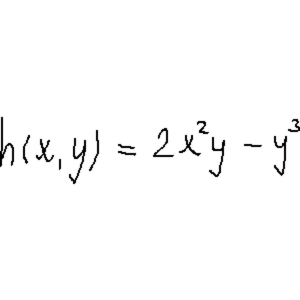 h(x,y) = 2x²y − y³